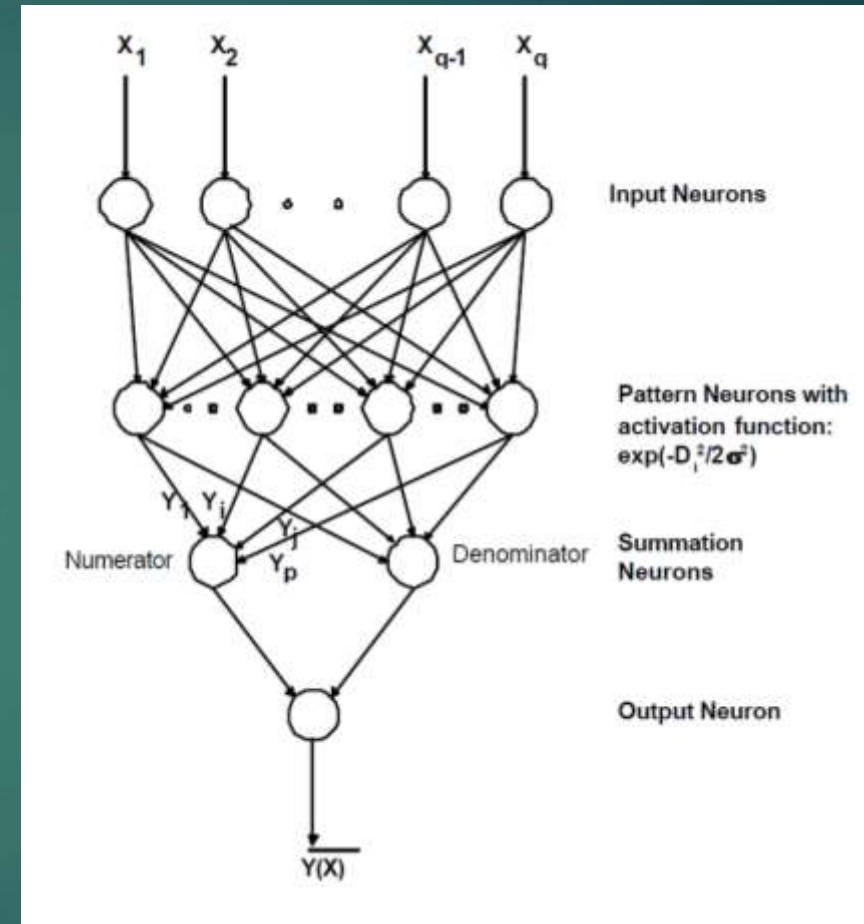 X1 X2 Xq-1 Xq
Input Neurons
Pattern Neurons with
activation function:
exp(-Di²/2σ²)
Y1 Yi
Yj
Yp
Numerator
Denominator
Summation
Neurons
Output Neuron
Y(X)